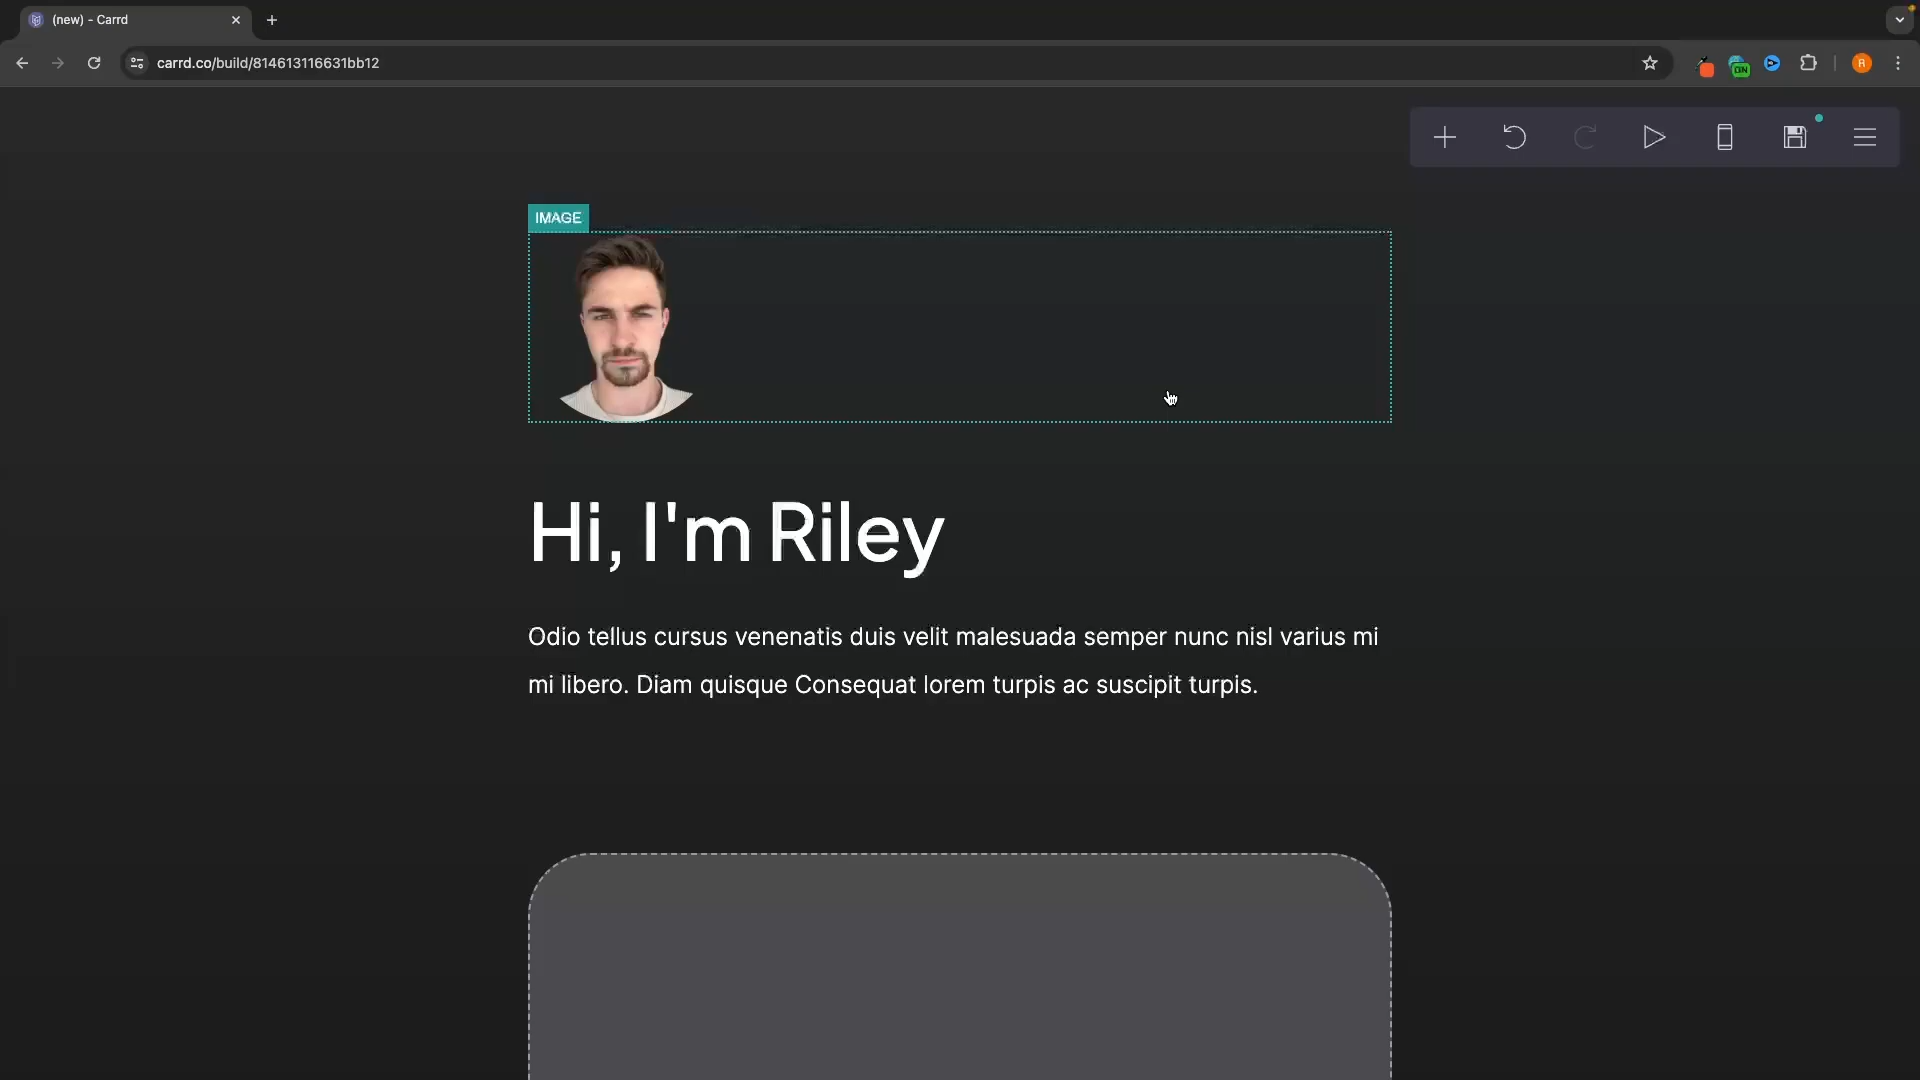 (new) - Carrd
carrd.co/build/814613116631bb12
ON
R
IMAGE
Hi, I'm Riley
Odio tellus cursus venenatis duis velit malesuada semper nunc nisl varius mi
mi libero. Diam quisque Consequat lorem turpis ac suscipit turpis.